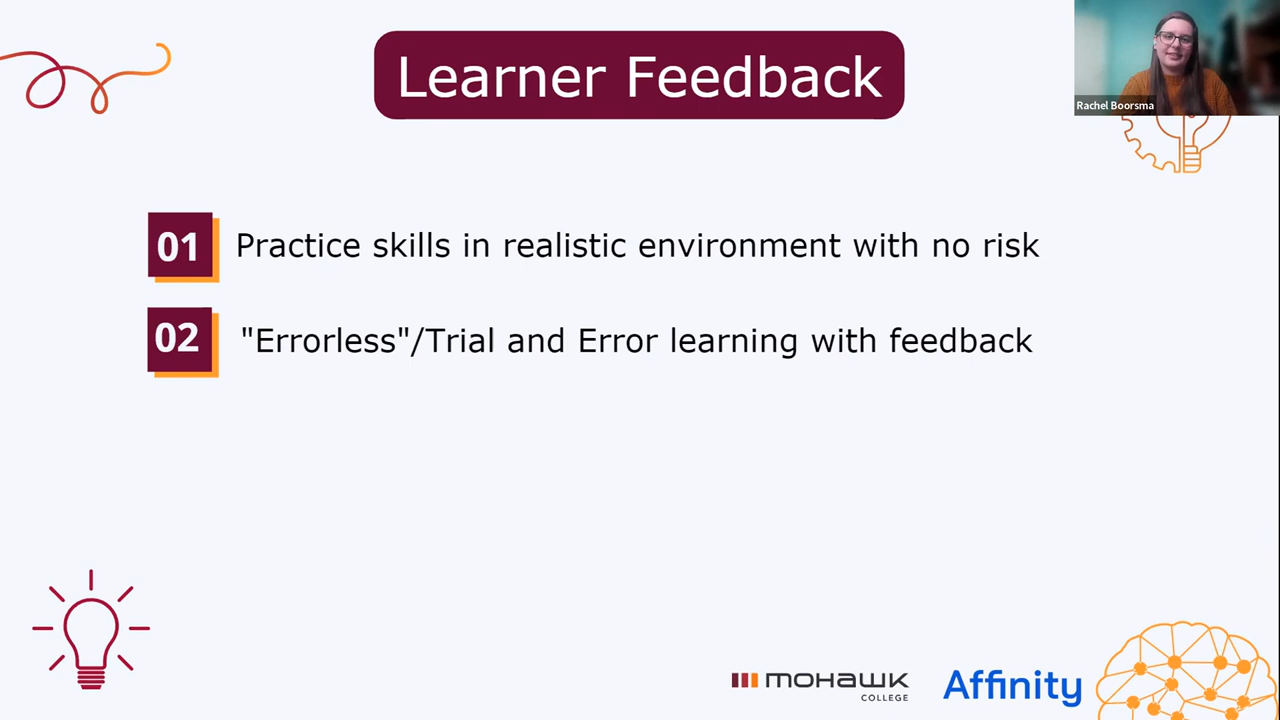 Learner Feedback
Rachel Boorsma
01 Practice skills in realistic environment with no risk
02 "Errorless"/Trial and Error learning with feedback
mohawk
COLLEGE
Affinity